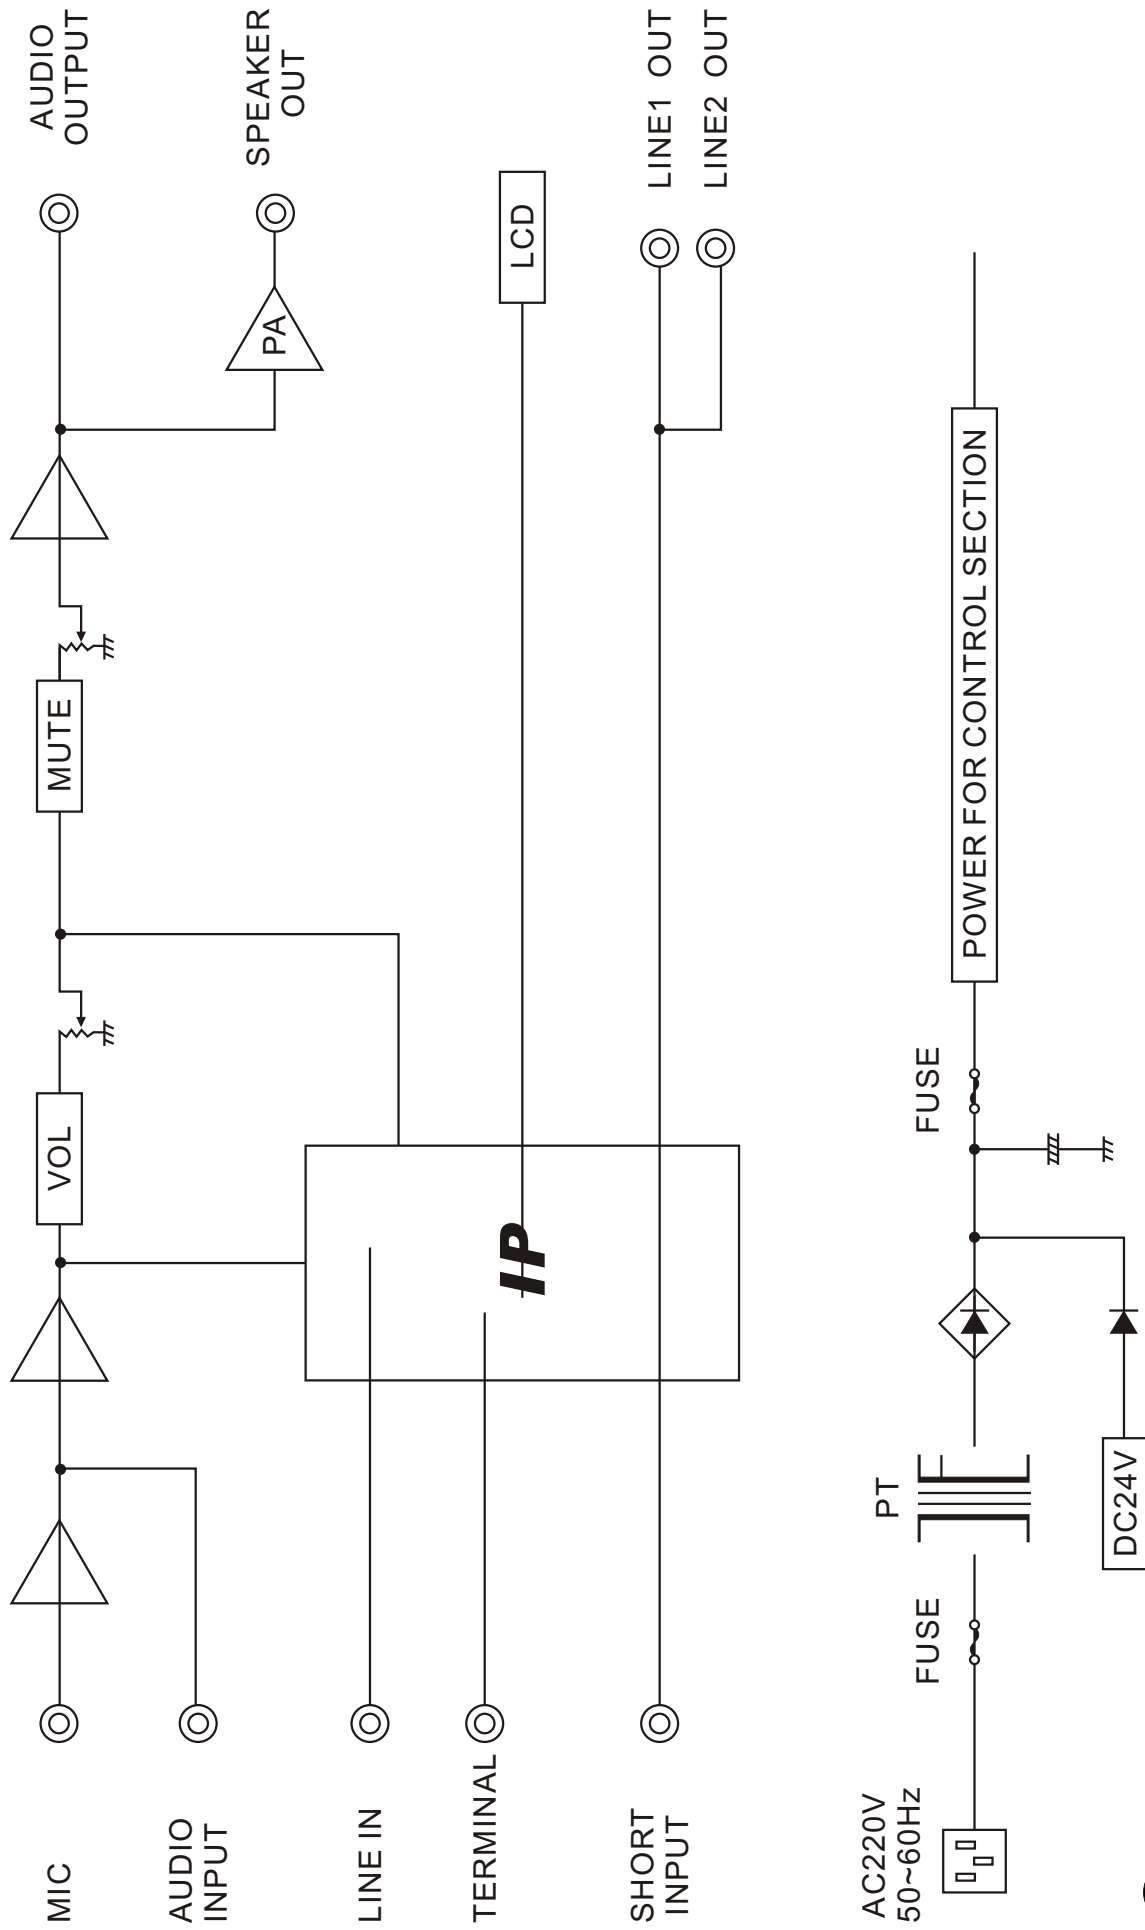 MIC
AUDIO
INPUT
LINE IN
TERMINAL
SHORT
INPUT
VOL
MUTE
IP
PA
LCD
AUDIO
OUTPUT
SPEAKER
OUT
LINE1 OUT
LINE2 OUT
AC220V
50~60Hz
FUSE
PT
DC24V
FUSE
POWER FOR CONTROL SECTION